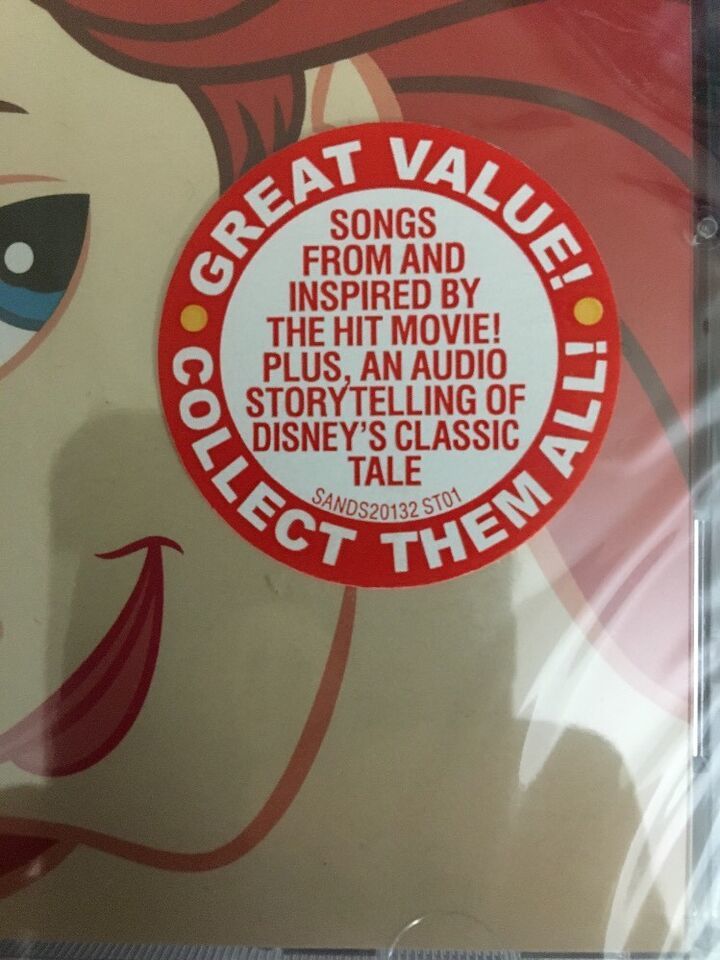 GREAT VALUE!
SONGS
FROM AND
INSPIRED BY
THE HIT MOVIE!
PLUS, AN AUDIO
STORYTELLING OF
DISNEY'S CLASSIC
TALE
SANDS20132 ST01
COLLECT THEM ALL!